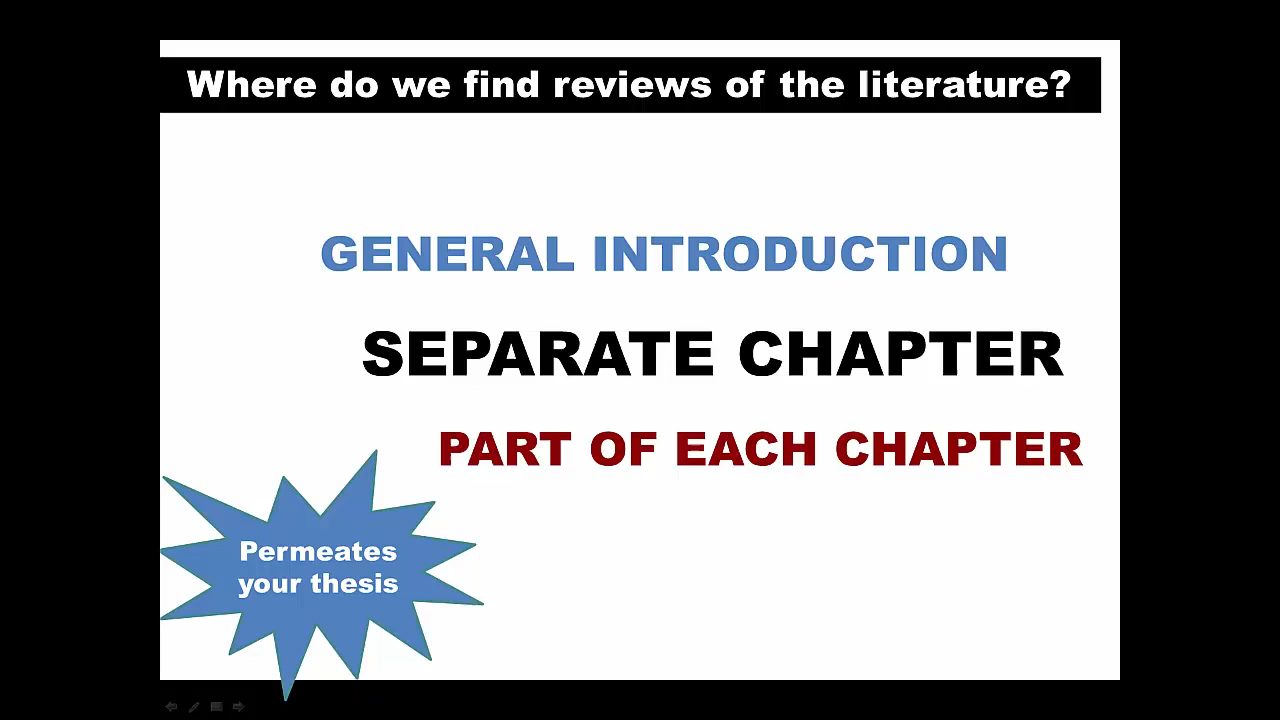 Where do we find reviews of the literature?
GENERAL INTRODUCTION
SEPARATE CHAPTER
PART OF EACH CHAPTER
Permeates
your thesis